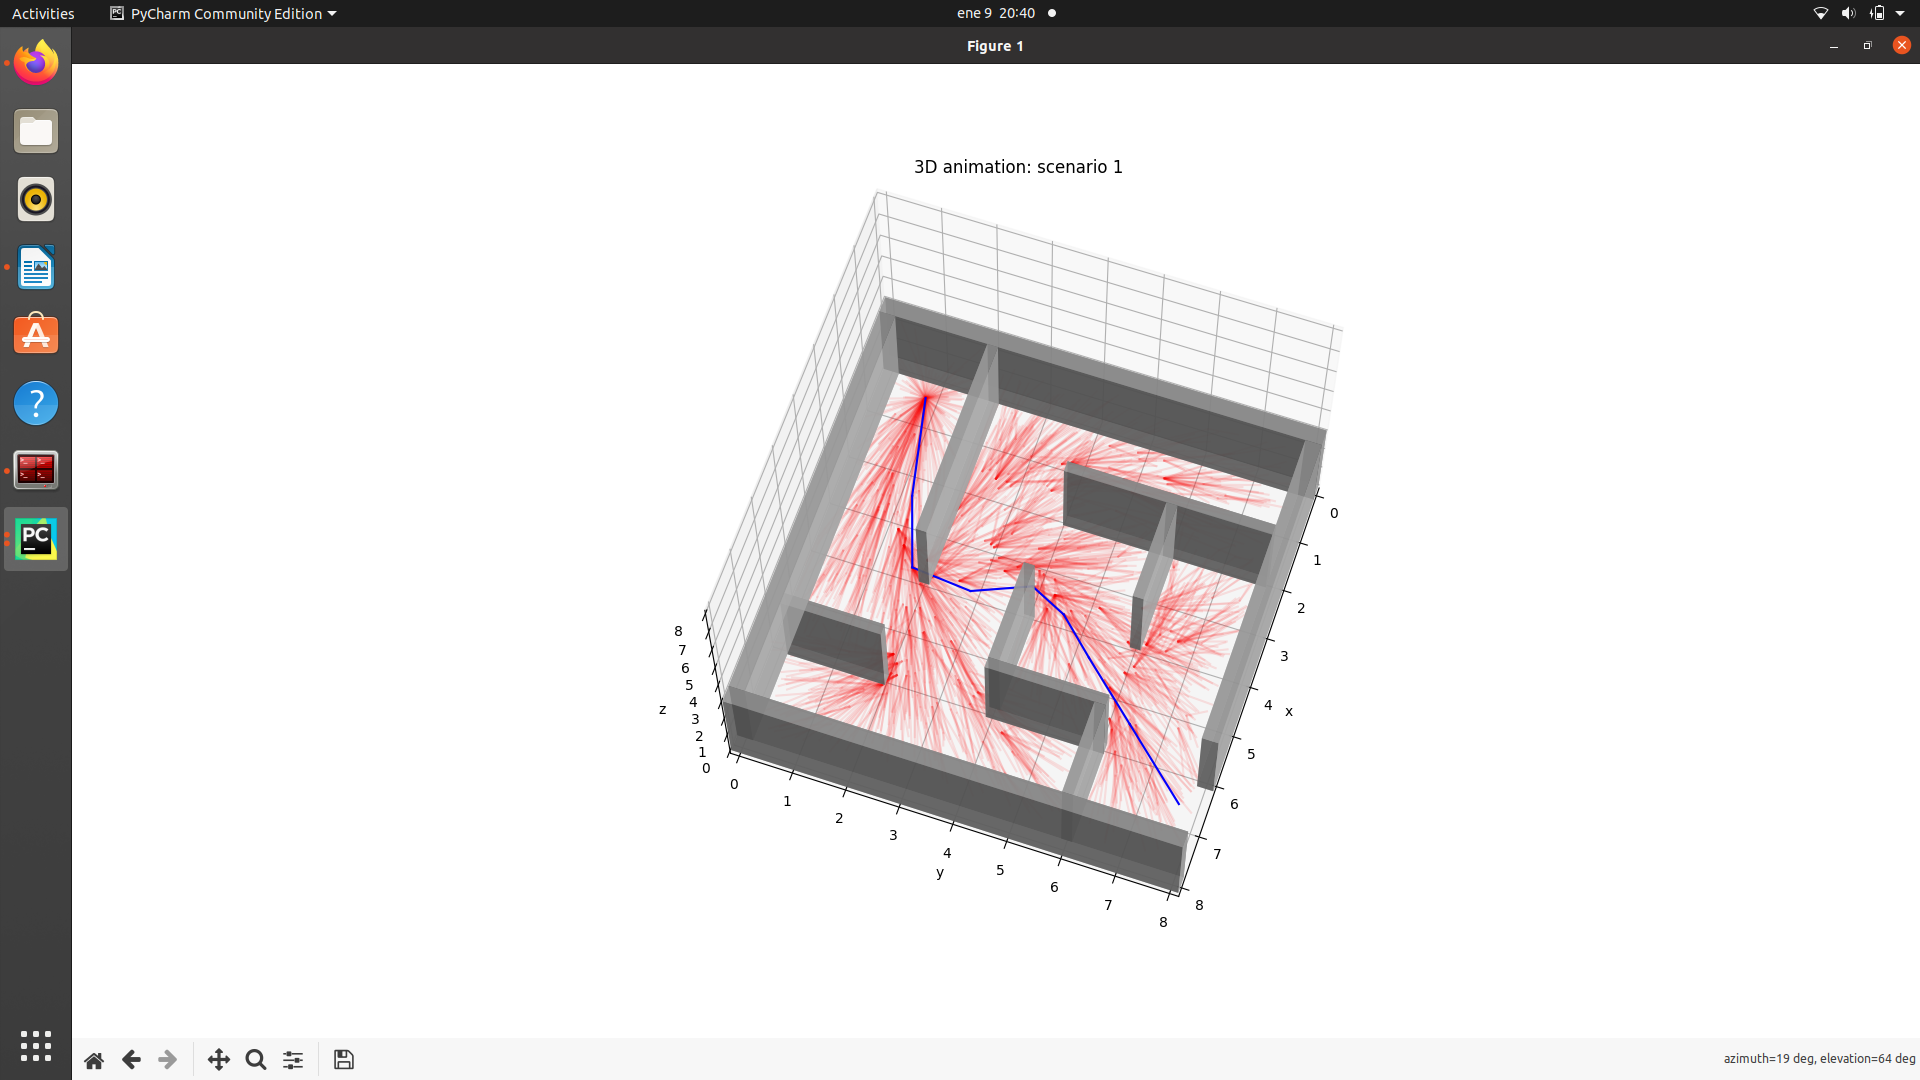 Activities
PC PyCharm Community Edition
ene 9 20:40
Figure 1
3D animation: scenario 1
0
1
2
3
4
x
5
6
7
8
8
7
6
5
4
3
2
1
0
z
0
1
2
3
4
y
5
6
7
8
PC
?
azimuth=19 deg, elevation=64 deg